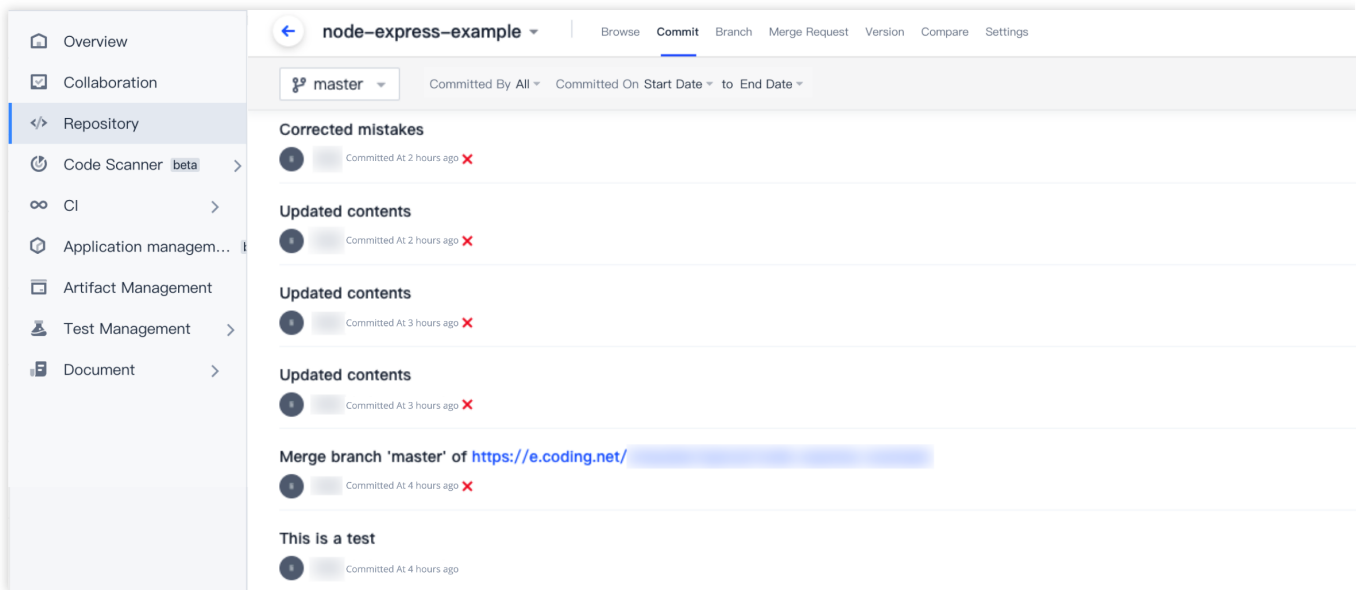 Overview
Collaboration
Repository
Code Scanner beta
CI
Application managem...
Artifact Management
Test Management
Document
node-express-example
Browse Commit Branch Merge Request Version Compare Settings
master Committed By All Committed On Start Date to End Date
Corrected mistakes
Committed At 2 hours ago
Updated contents
Committed At 2 hours ago
Updated contents
Committed At 3 hours ago
Updated contents
Committed At 3 hours ago
Merge branch 'master' of https://e.coding.net/
Committed At 4 hours ago
This is a test
Committed At 4 hours ago